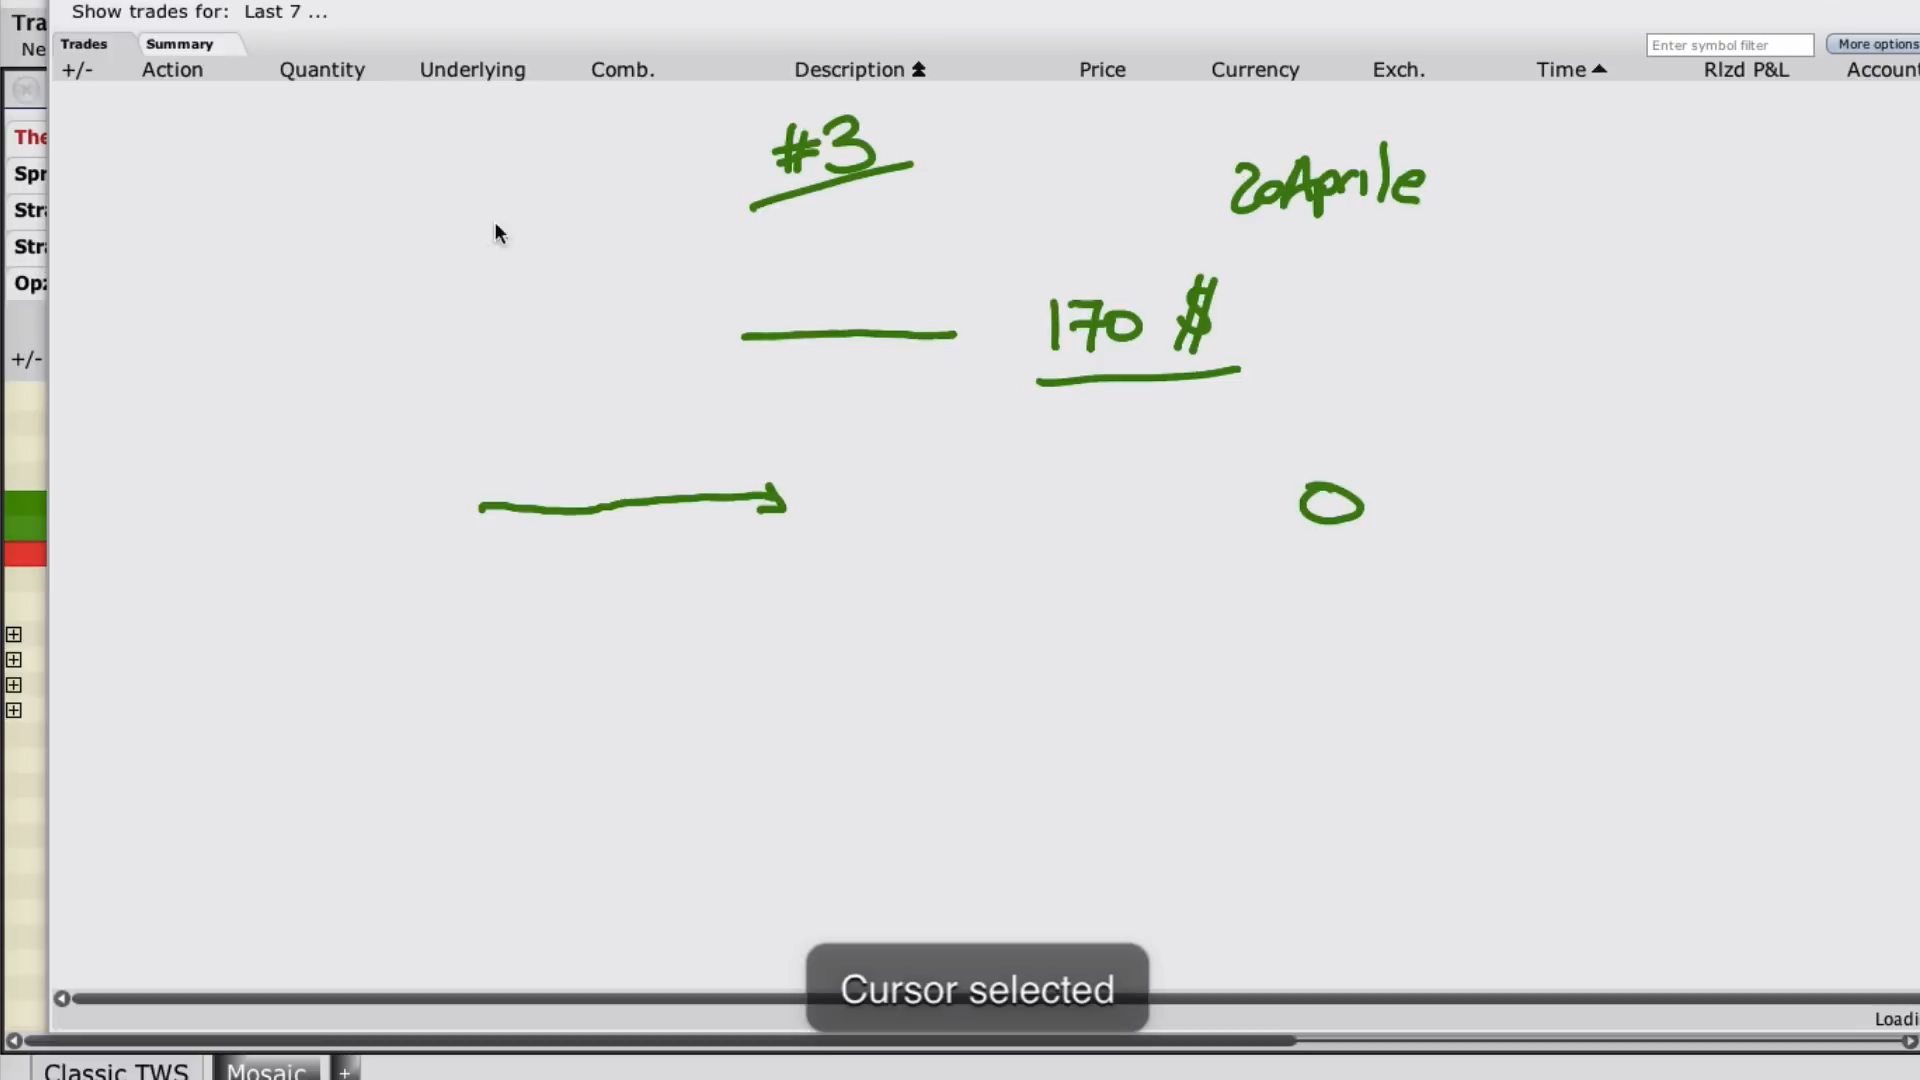 Show trades for: Last 7 ...
Tra
Ne
Trades Summary
Enter symbol filter More options
+/- Action Quantity Underlying Comb. Description Price Currency Exch. Time Rlzd P&L Account
The
Spr
Str
Str
Opz
+/-
#3
20Aprile
170 $
0
Cursor selected
Loadi
Classic TWS Mosaic +